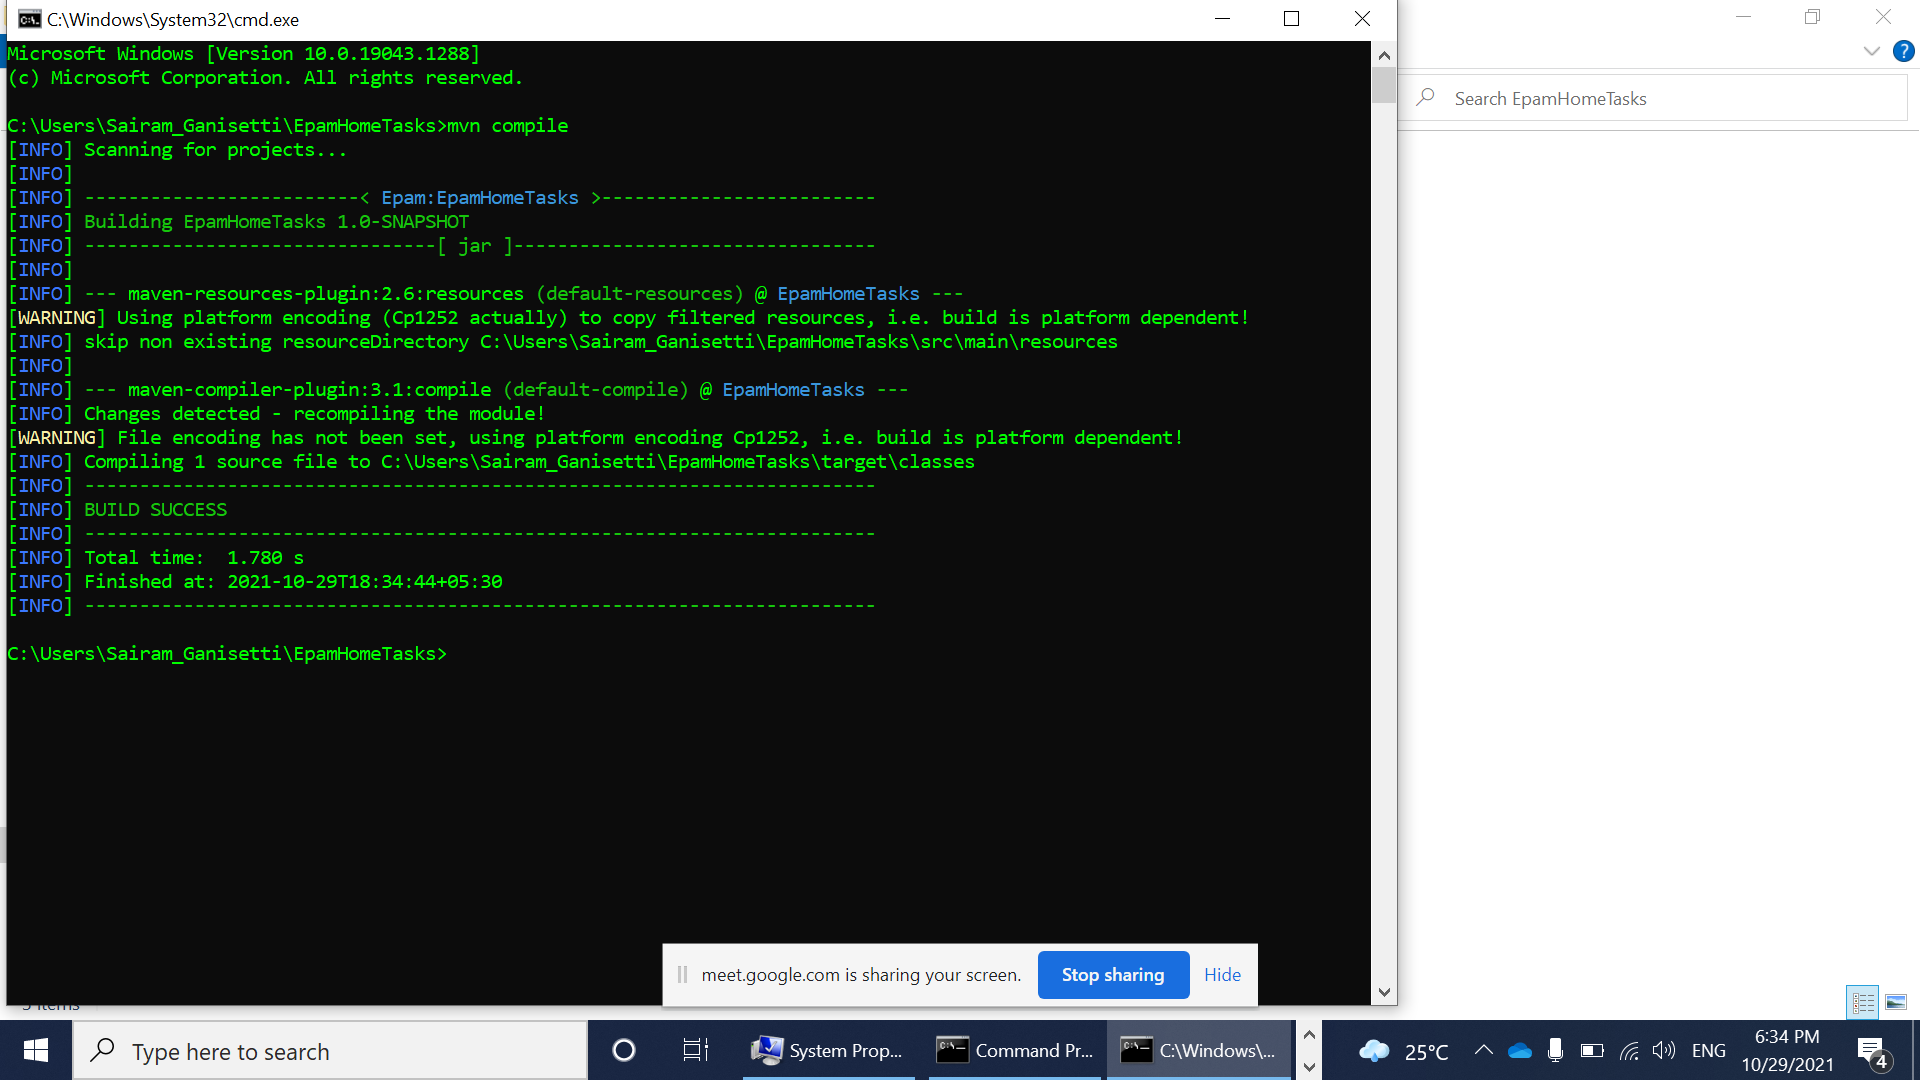 C:\Windows\System32\cmd.exe
Microsoft Windows [Version 10.0.19043.1288]
(c) Microsoft Corporation. All rights reserved.
C:\Users\Sairam_Ganisetti\EpamHomeTasks>mvn compile
[INFO] Scanning for projects...
[INFO]
[INFO] -------------------------< Epam:EpamHomeTasks >-------------------------
[INFO] Building EpamHomeTasks 1.0-SNAPSHOT
[INFO] --------------------------------[ jar ]---------------------------------
[INFO]
[INFO] --- maven-resources-plugin:2.6:resources (default-resources) @ EpamHomeTasks ---
[WARNING] Using platform encoding (Cp1252 actually) to copy filtered resources, i.e. build is platform dependent!
[INFO] skip non existing resourceDirectory C:\Users\Sairam_Ganisetti\EpamHomeTasks\src\main\resources
[INFO]
[INFO] --- maven-compiler-plugin:3.1:compile (default-compile) @ EpamHomeTasks ---
[INFO] Changes detected - recompiling the module!
[WARNING] File encoding has not been set, using platform encoding Cp1252, i.e. build is platform dependent!
[INFO] Compiling 1 source file to C:\Users\Sairam_Ganisetti\EpamHomeTasks\target\classes
[INFO] ------------------------------------------------------------------------
[INFO] BUILD SUCCESS
[INFO] ------------------------------------------------------------------------
[INFO] Total time:  1.780 s
[INFO] Finished at: 2021-10-29T18:34:44+05:30
[INFO] ------------------------------------------------------------------------
C:\Users\Sairam_Ganisetti\EpamHomeTasks>
Search EpamHomeTasks
meet.google.com is sharing your screen.
Stop sharing
Hide
items
Type here to search
System Prop...
Command Pr...
C:\Windows\...
25°C
ENG
6:34 PM
10/29/2021
4